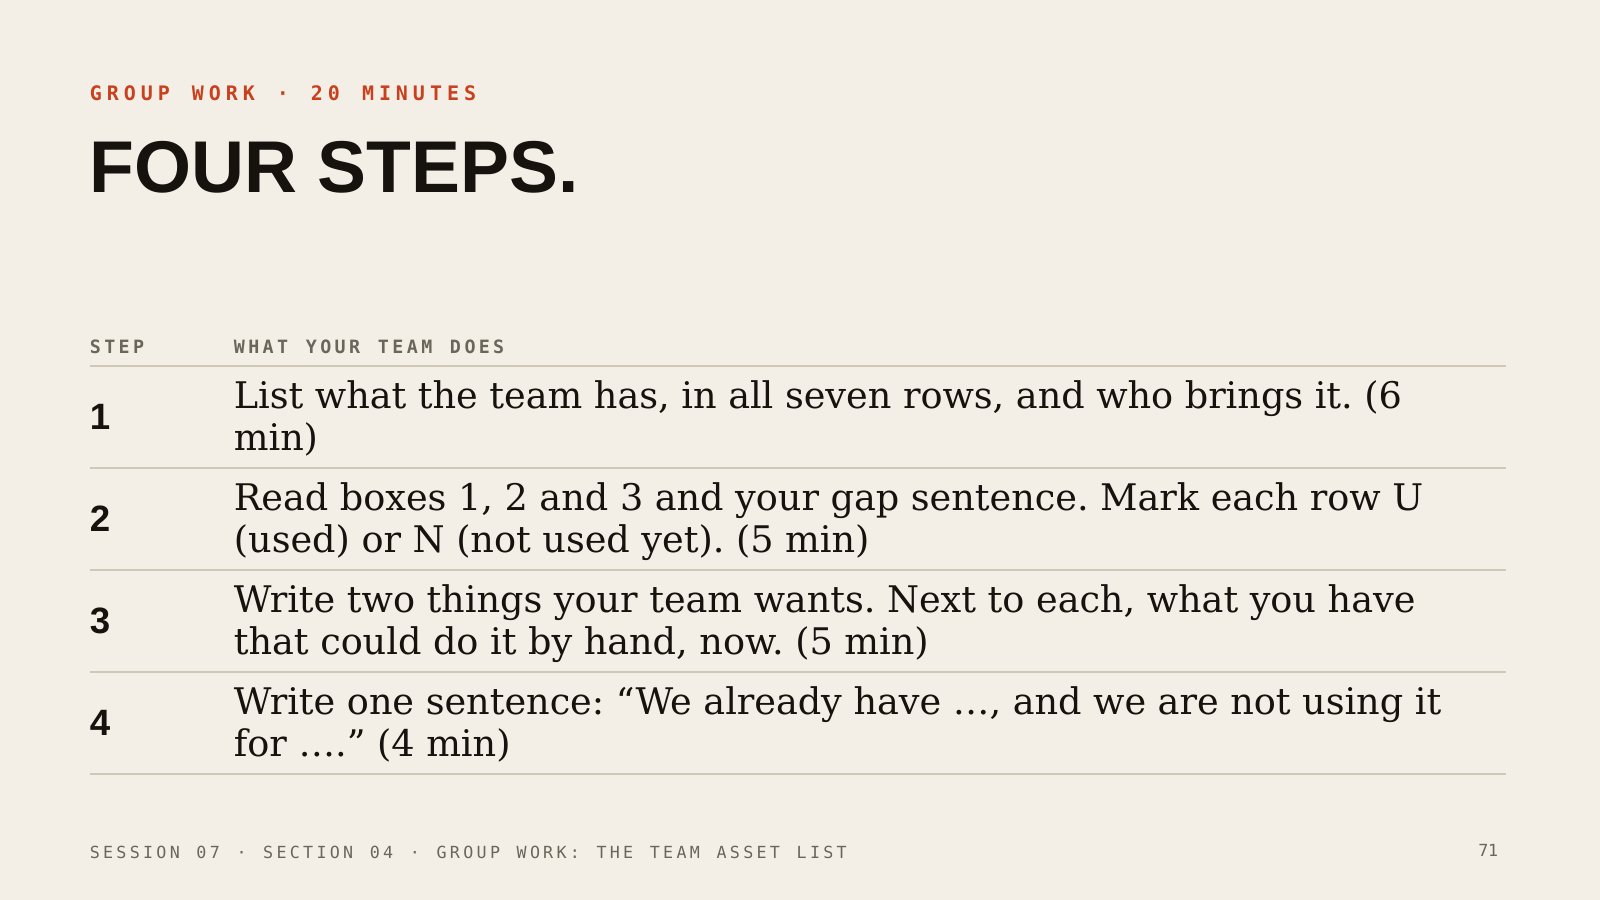 GROUP WORK · 20 MINUTES
FOUR STEPS.
STEP WHAT YOUR TEAM DOES
1 List what the team has, in all seven rows, and who brings it. (6
min)
2 Read boxes 1, 2 and 3 and your gap sentence. Mark each row U
(used) or N (not used yet). (5 min)
3 Write two things your team wants. Next to each, what you have
that could do it by hand, now. (5 min)
4 Write one sentence: “We already have …, and we are not using it
for ….” (4 min)
SESSION 07 · SECTION 04 · GROUP WORK: THE TEAM ASSET LIST 71